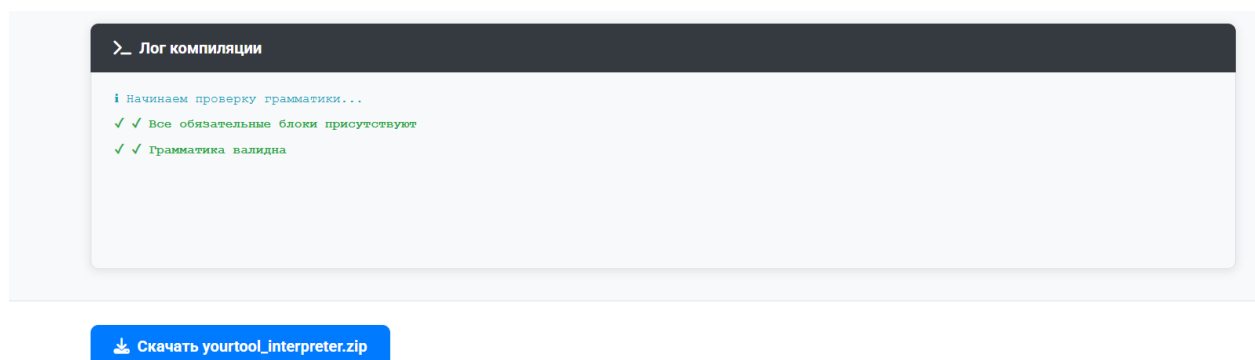 Лог компиляции
i Начинаем проверку грамматики...
✓ ✓ Все обязательные блоки присутствуют
✓ ✓ Грамматика валидна
Скачать yourtool_interpreter.zip